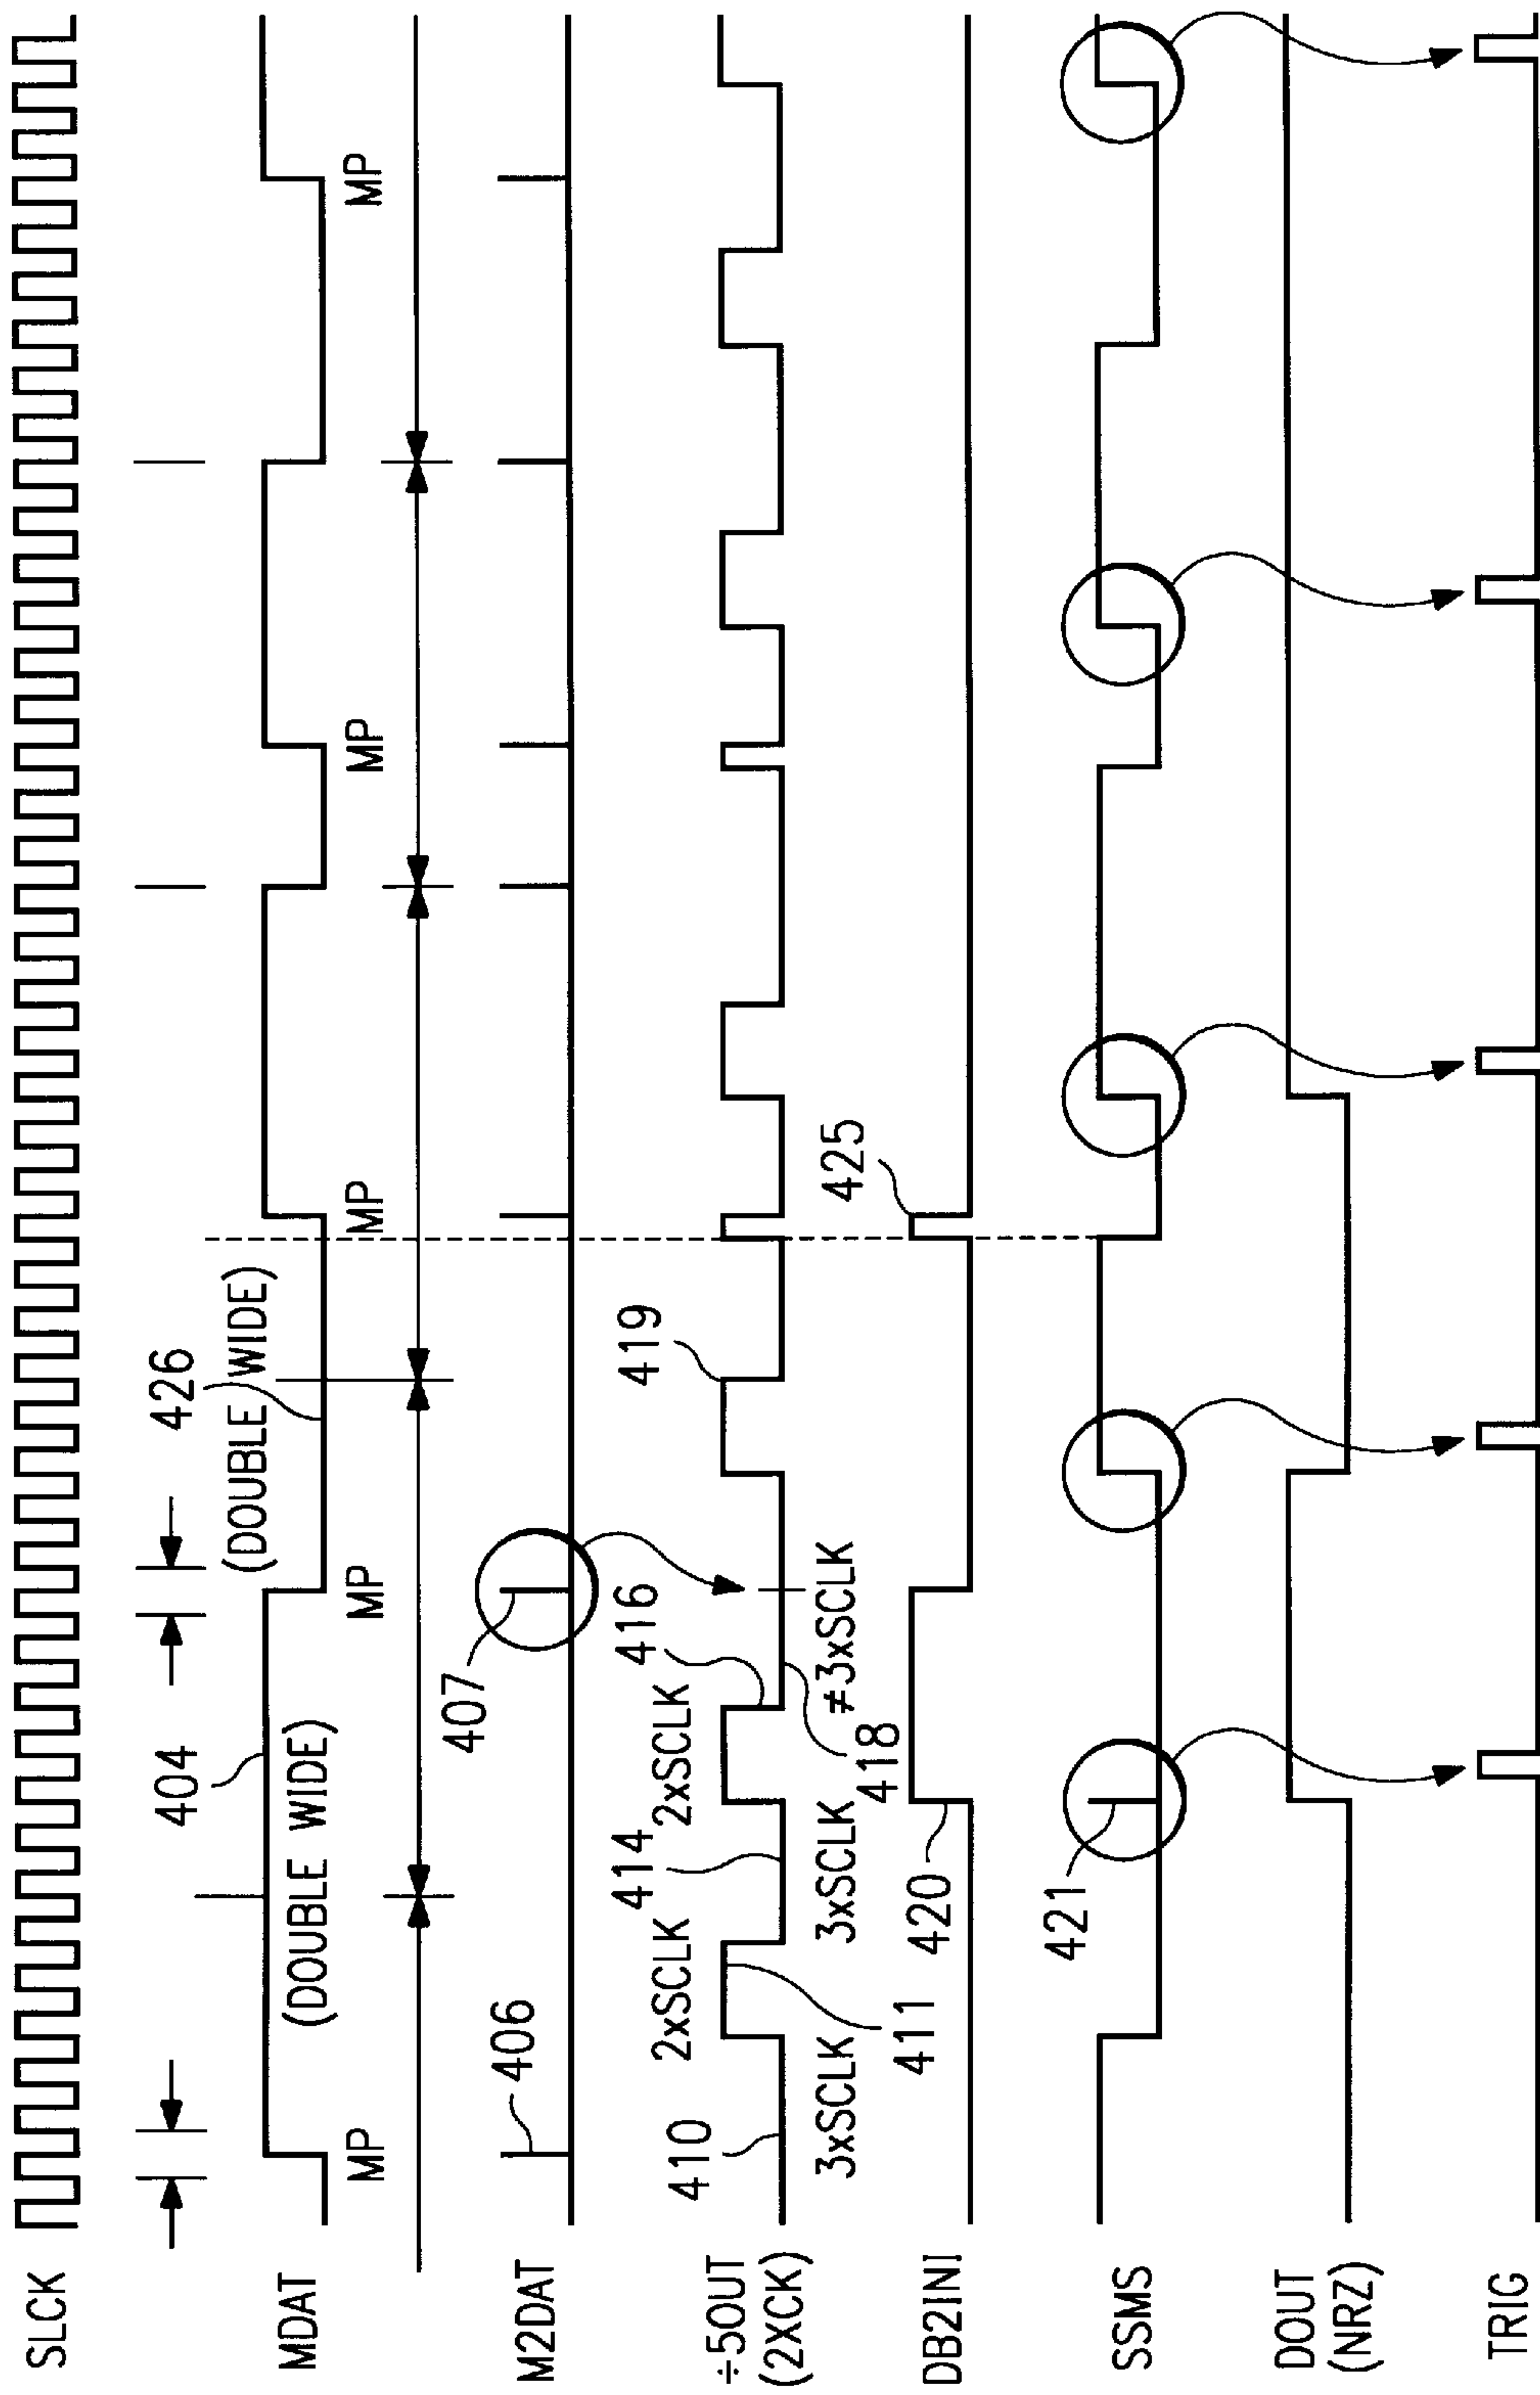 SLCK
426
404
(DOUBLE WIDE)
(DOUBLE WIDE)
MDAT
MP
MP
MP
MP
MP
407
406
M2DAT
419
416
414
2xSCLK
2xSCLK
÷5OUT
(2XCK)
410
3xSCLK
3xSCLK
≠3xSCLK
411
418
425
420
DB2INI
421
SSMS
DOUT
(NRZ)
TRIG